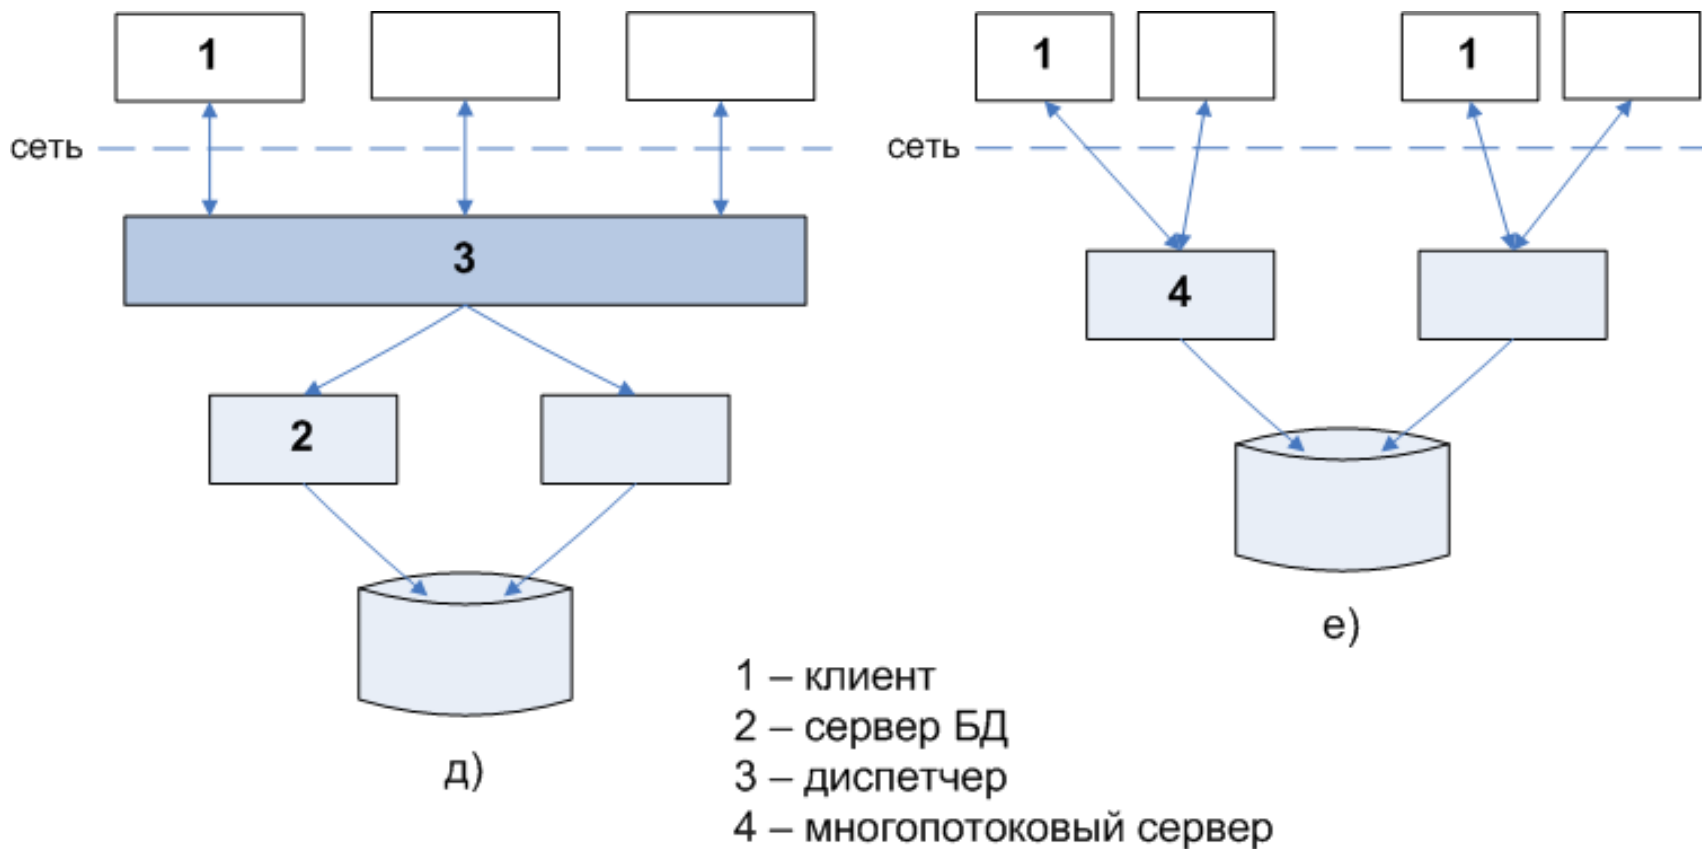 1
1
1
сеть
сеть
3
4
2
е)
д)
1 – клиент
2 – сервер БД
3 – диспетчер
4 – многопотоковый сервер